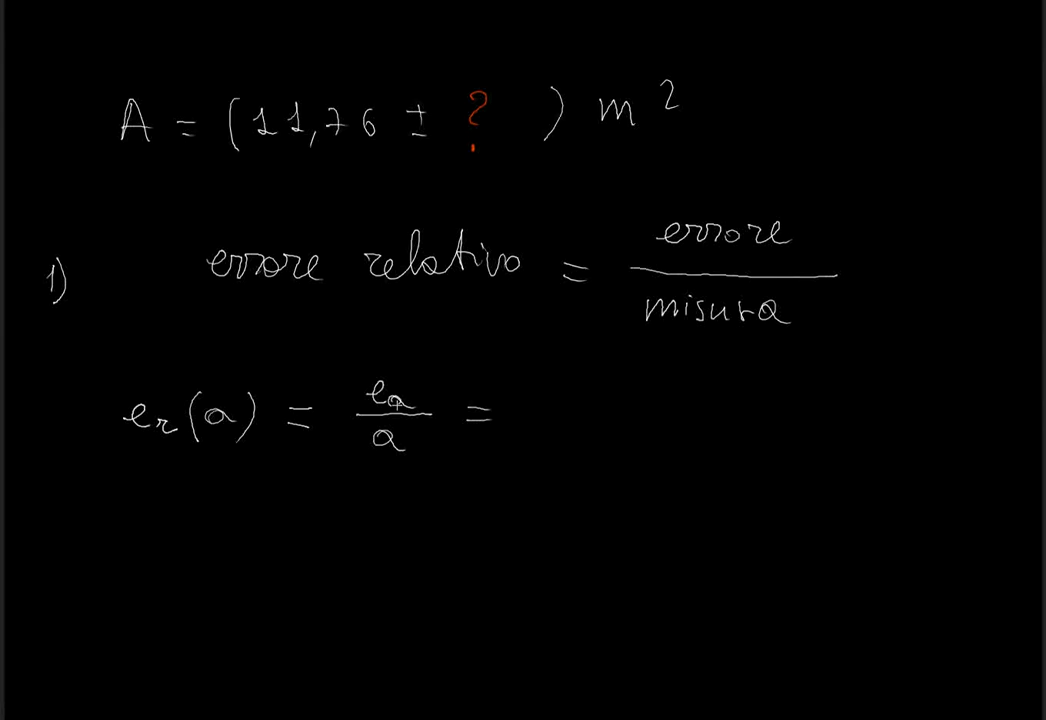 A = (11,76 ± ?) m²
1) errore relativo = errore / misura
er(a) = ea / a =